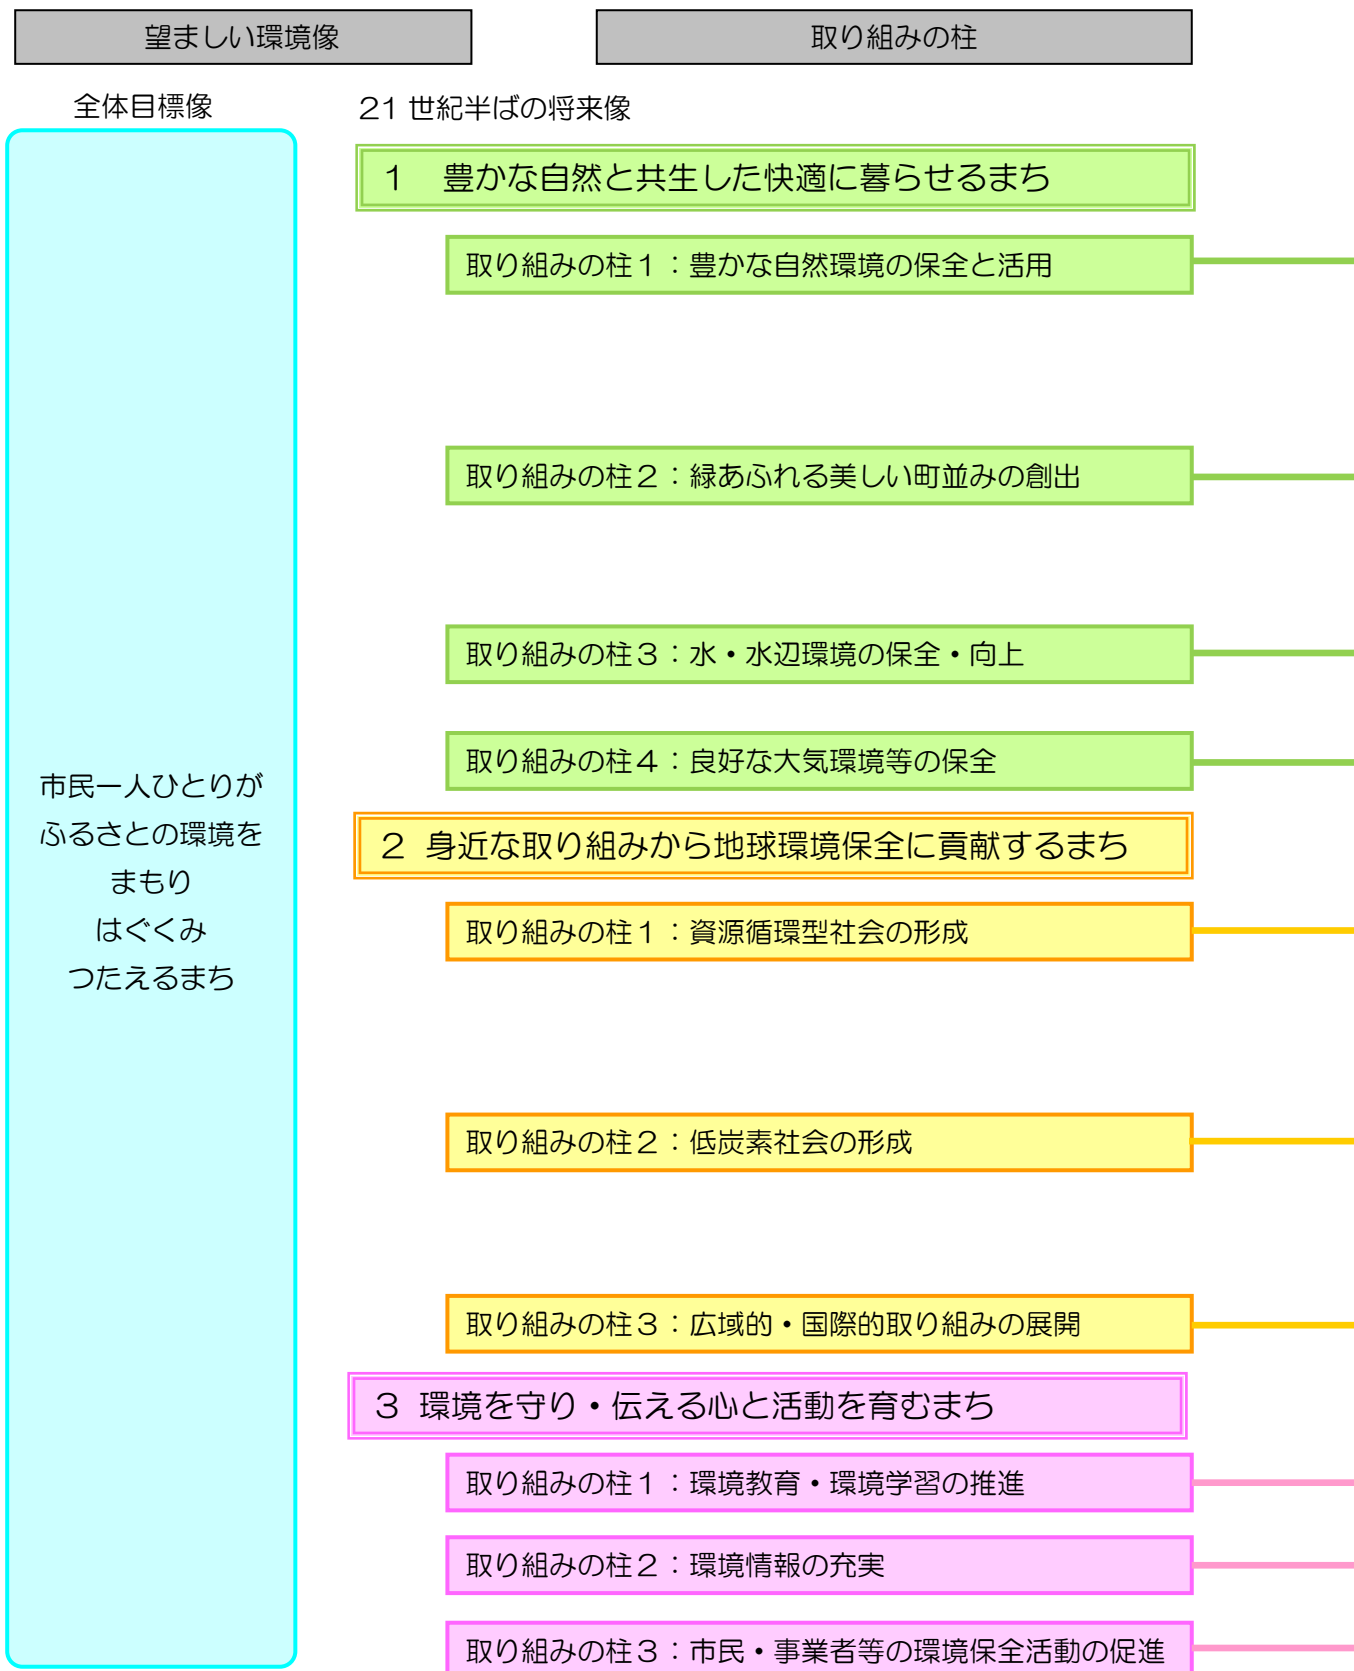 望ましい環境像
取り組みの柱
全体目標像
21世紀半ばの将来像
市民一人ひとりが
ふるさとの環境を
まもり
はぐくみ
つたえるまち
1　豊かな自然と共生した快適に暮らせるまち
取り組みの柱1：豊かな自然環境の保全と活用
取り組みの柱2：緑あふれる美しい町並みの創出
取り組みの柱3：水・水辺環境の保全・向上
取り組みの柱4：良好な大気環境等の保全
2 身近な取り組みから地球環境保全に貢献するまち
取り組みの柱1：資源循環型社会の形成
取り組みの柱2：低炭素社会の形成
取り組みの柱3：広域的・国際的取り組みの展開
3 環境を守り・伝える心と活動を育むまち
取り組みの柱1：環境教育・環境学習の推進
取り組みの柱2：環境情報の充実
取り組みの柱3：市民・事業者等の環境保全活動の促進